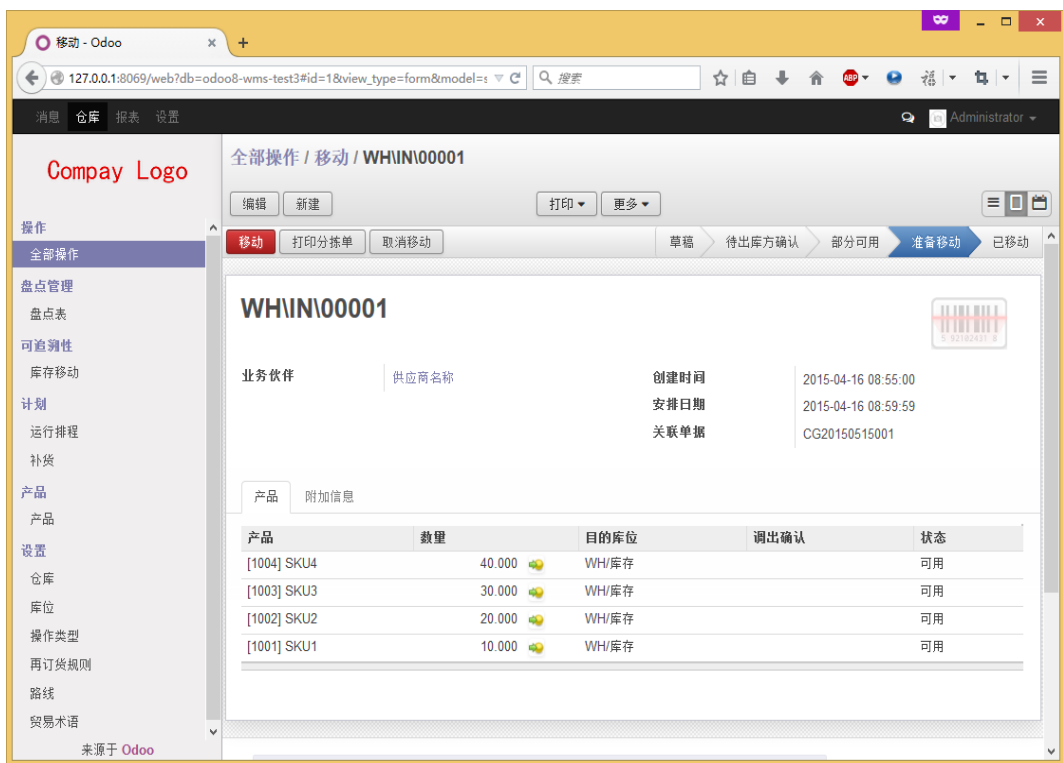 移动 - Odoo
127.0.0.1:8069/web?db=odoo8-wms-test3#id=1&view_type=form&model=s
搜索
ABP
消息 仓库 报表 设置
Administrator
Compay Logo
全部操作 / 移动 / WH\IN\00001
编辑 新建 打印 更多
操作
全部操作
盘点管理
盘点表
可追溯性
库存移动
计划
运行排程
补货
产品
产品
设置
仓库
库位
操作类型
再订货规则
路线
贸易术语
来源于 Odoo
移动 打印分拣单 取消移动 草稿 待出库方确认 部分可用 准备移动 已移动
WH\IN\00001
业务伙伴 供应商名称
创建时间 2015-04-16 08:55:00
安排日期 2015-04-16 08:59:59
关联单据 CG20150515001
产品 附加信息
产品 数量 目的库位 调出确认 状态
[1004] SKU4 40.000 WH/库存 可用
[1003] SKU3 30.000 WH/库存 可用
[1002] SKU2 20.000 WH/库存 可用
[1001] SKU1 10.000 WH/库存 可用